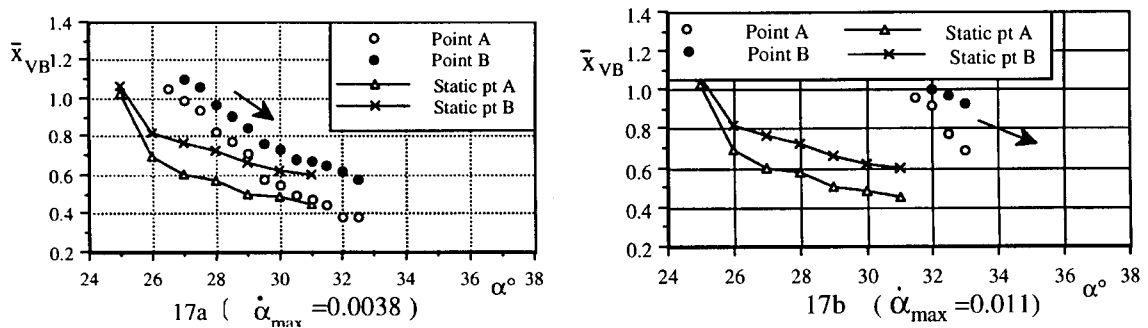 1.4
x̄VB
1.2
1.0
0.8
0.6
0.4
0.2
24 26 28 30 32 34 36 38
α°
Point A
Point B
Static pt A
Static pt B
17a ( α̇max =0.0038)
1.4
x̄VB
1.2
1.0
0.8
0.6
0.4
0.2
24 26 28 30 32 34 36 38
α°
Point A Static pt A
Point B Static pt B
17b ( α̇max =0.011)